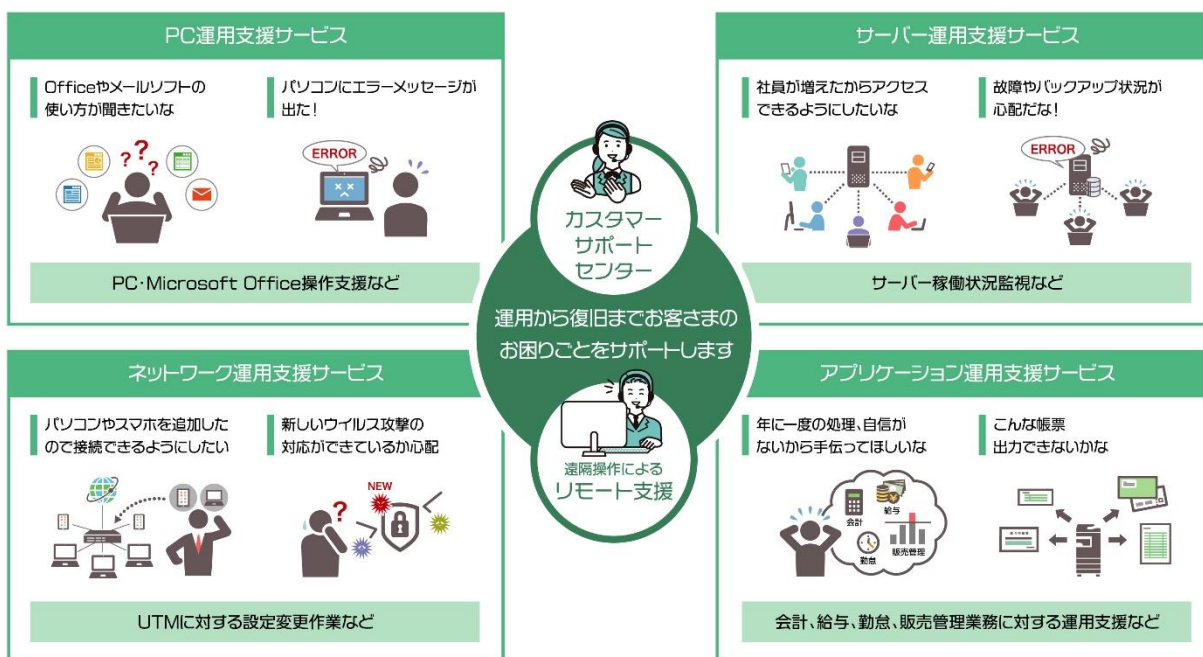 PC運用支援サービス
Officeやメールソフトの
使い方が聞きたいな
パソコンにエラーメッセージが
出た!
???
ERROR
PC・Microsoft Office操作支援など
サーバー運用支援サービス
社員が増えたからアクセス
できるようにしたいな
故障やバックアップ状況が
心配だな!
ERROR
サーバー稼働状況監視など
カスタマー
サポート
センター
運用から復旧までお客さまの
お困りごとをサポートします
遠隔操作による
リモート支援
ネットワーク運用支援サービス
パソコンやスマホを追加した
ので接続できるようにしたい
新しいウイルス攻撃の
対応ができているか心配
NEW
?
UTMに対する設定変更作業など
アプリケーション運用支援サービス
年に一度の処理、自信が
ないから手伝ってほしいな
こんな帳票
出力できないかな
会計
給与
勤怠
販売管理
会計、給与、勤怠、販売管理業務に対する運用支援など